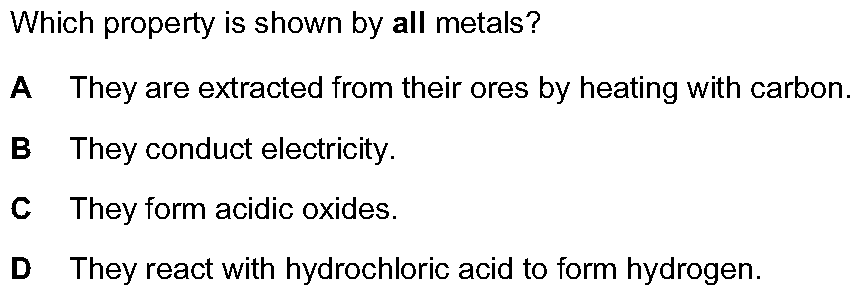 Which property is shown by all metals?
A They are extracted from their ores by heating with carbon.
B They conduct electricity.
C They form acidic oxides.
D They react with hydrochloric acid to form hydrogen.